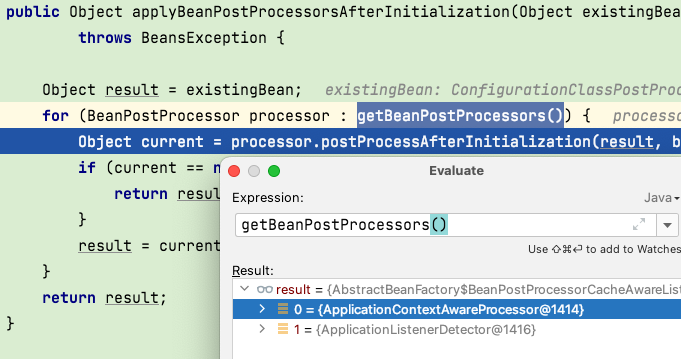 public Object applyBeanPostProcessorsAfterInitialization(Object existingBea
throws BeansException {
Object result = existingBean; existingBean: ConfigurationClassPostProc
for (BeanPostProcessor processor : getBeanPostProcessors()) { processo
Object current = processor.postProcessAfterInitialization(result, b
if (current == n
return resul
}
result = current
}
return result;
}
Evaluate
Expression:
Java
getBeanPostProcessors()
Use ⇧⌘⏎ to add to Watches
Result:
result = {AbstractBeanFactory$BeanPostProcessorCacheAwareLis
0 = {ApplicationContextAwareProcessor@1414}
1 = {ApplicationListenerDetector@1416}